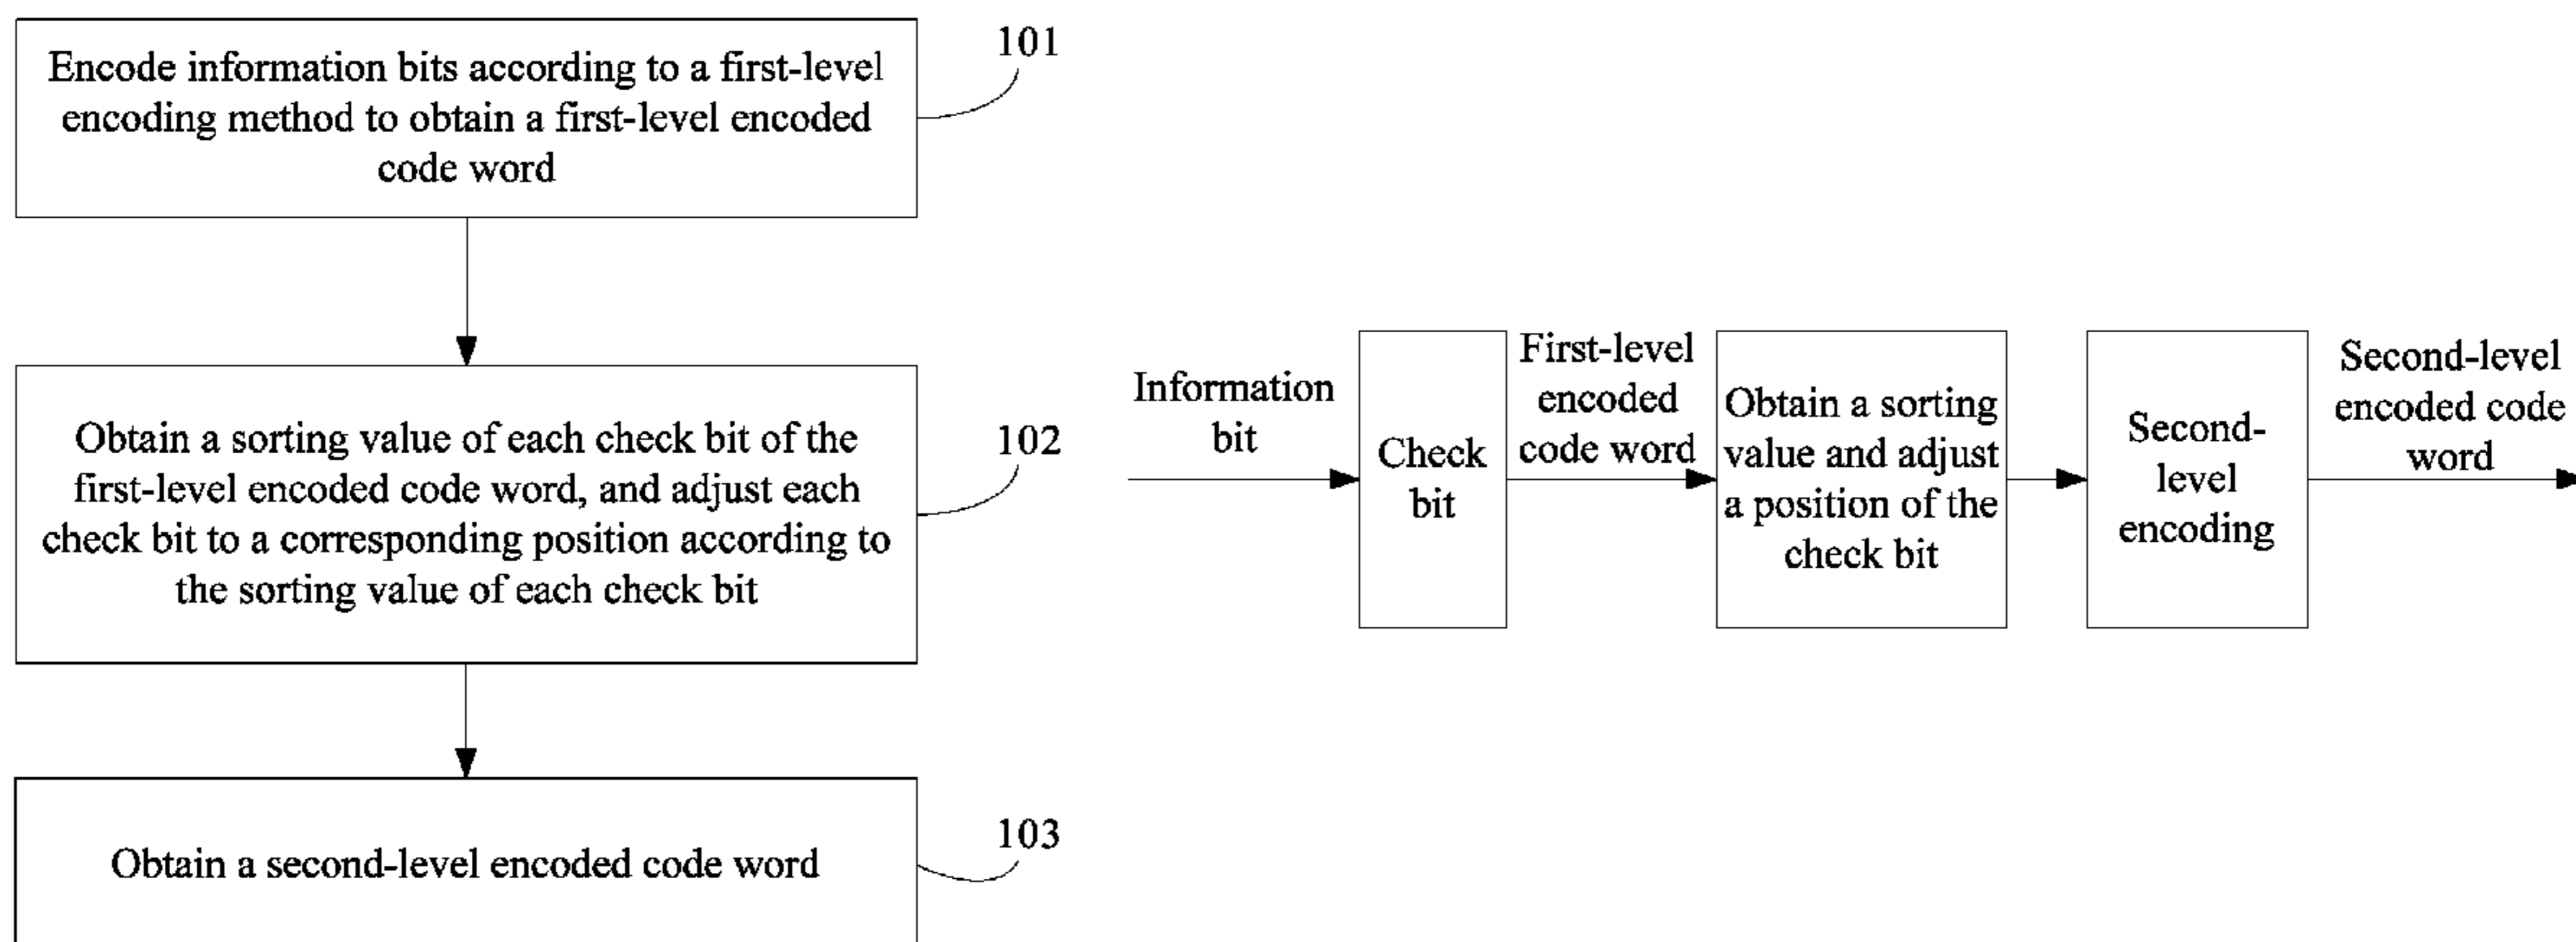 Encode information bits according to a first-level
encoding method to obtain a first-level encoded
code word
101
Obtain a sorting value of each check bit of the
first-level encoded code word, and adjust each
check bit to a corresponding position according to
the sorting value of each check bit
102
Obtain a second-level encoded code word
103
Information
bit
Check
bit
First-level
encoded
code word
Obtain a sorting
value and adjust
a position of the
check bit
Second-
level
encoding
Second-level
encoded code
word